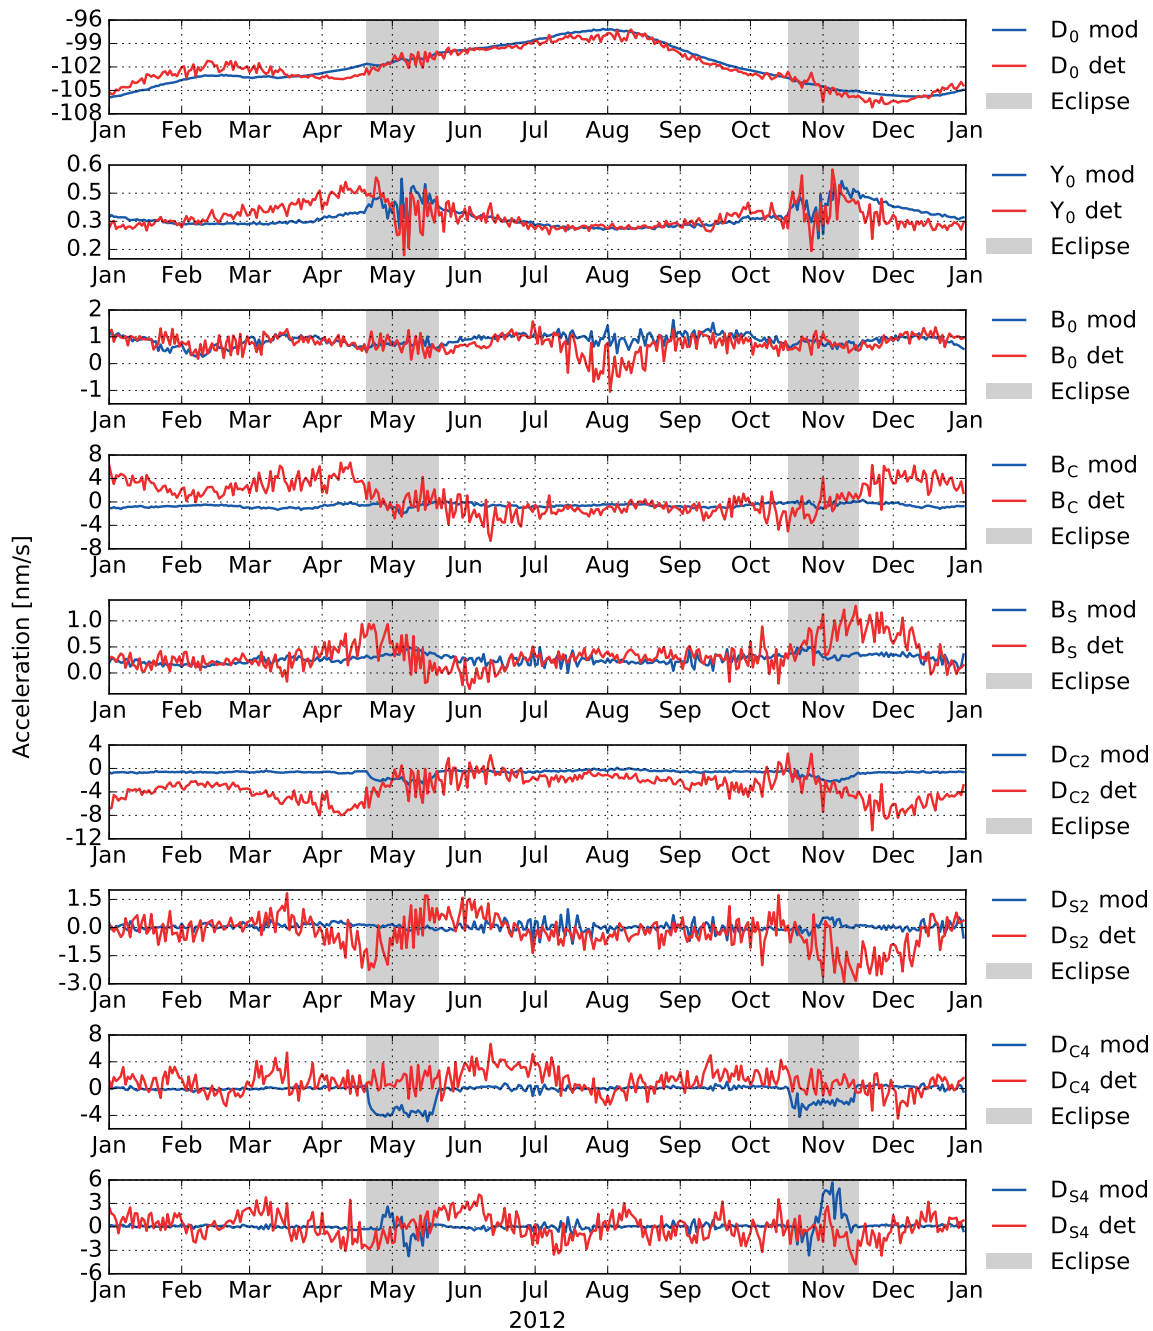 -96
-99
-102
-105
-108
Jan Feb Mar Apr May Jun Jul Aug Sep Oct Nov Dec Jan
D0 mod
D0 det
Eclipse
0.6
0.5
0.3
0.2
Jan Feb Mar Apr May Jun Jul Aug Sep Oct Nov Dec Jan
Y0 mod
Y0 det
Eclipse
2
1
0
-1
Jan Feb Mar Apr May Jun Jul Aug Sep Oct Nov Dec Jan
B0 mod
B0 det
Eclipse
8
4
0
-4
-8
Jan Feb Mar Apr May Jun Jul Aug Sep Oct Nov Dec Jan
BC mod
BC det
Eclipse
Acceleration [nm/s]
1.0
0.5
0.0
Jan Feb Mar Apr May Jun Jul Aug Sep Oct Nov Dec Jan
BS mod
BS det
Eclipse
4
0
-4
-8
-12
Jan Feb Mar Apr May Jun Jul Aug Sep Oct Nov Dec Jan
DC2 mod
DC2 det
Eclipse
1.5
0.0
-1.5
-3.0
Jan Feb Mar Apr May Jun Jul Aug Sep Oct Nov Dec Jan
DS2 mod
DS2 det
Eclipse
8
4
0
-4
Jan Feb Mar Apr May Jun Jul Aug Sep Oct Nov Dec Jan
DC4 mod
DC4 det
Eclipse
6
3
0
-3
-6
Jan Feb Mar Apr May Jun Jul Aug Sep Oct Nov Dec Jan
DS4 mod
DS4 det
Eclipse
2012